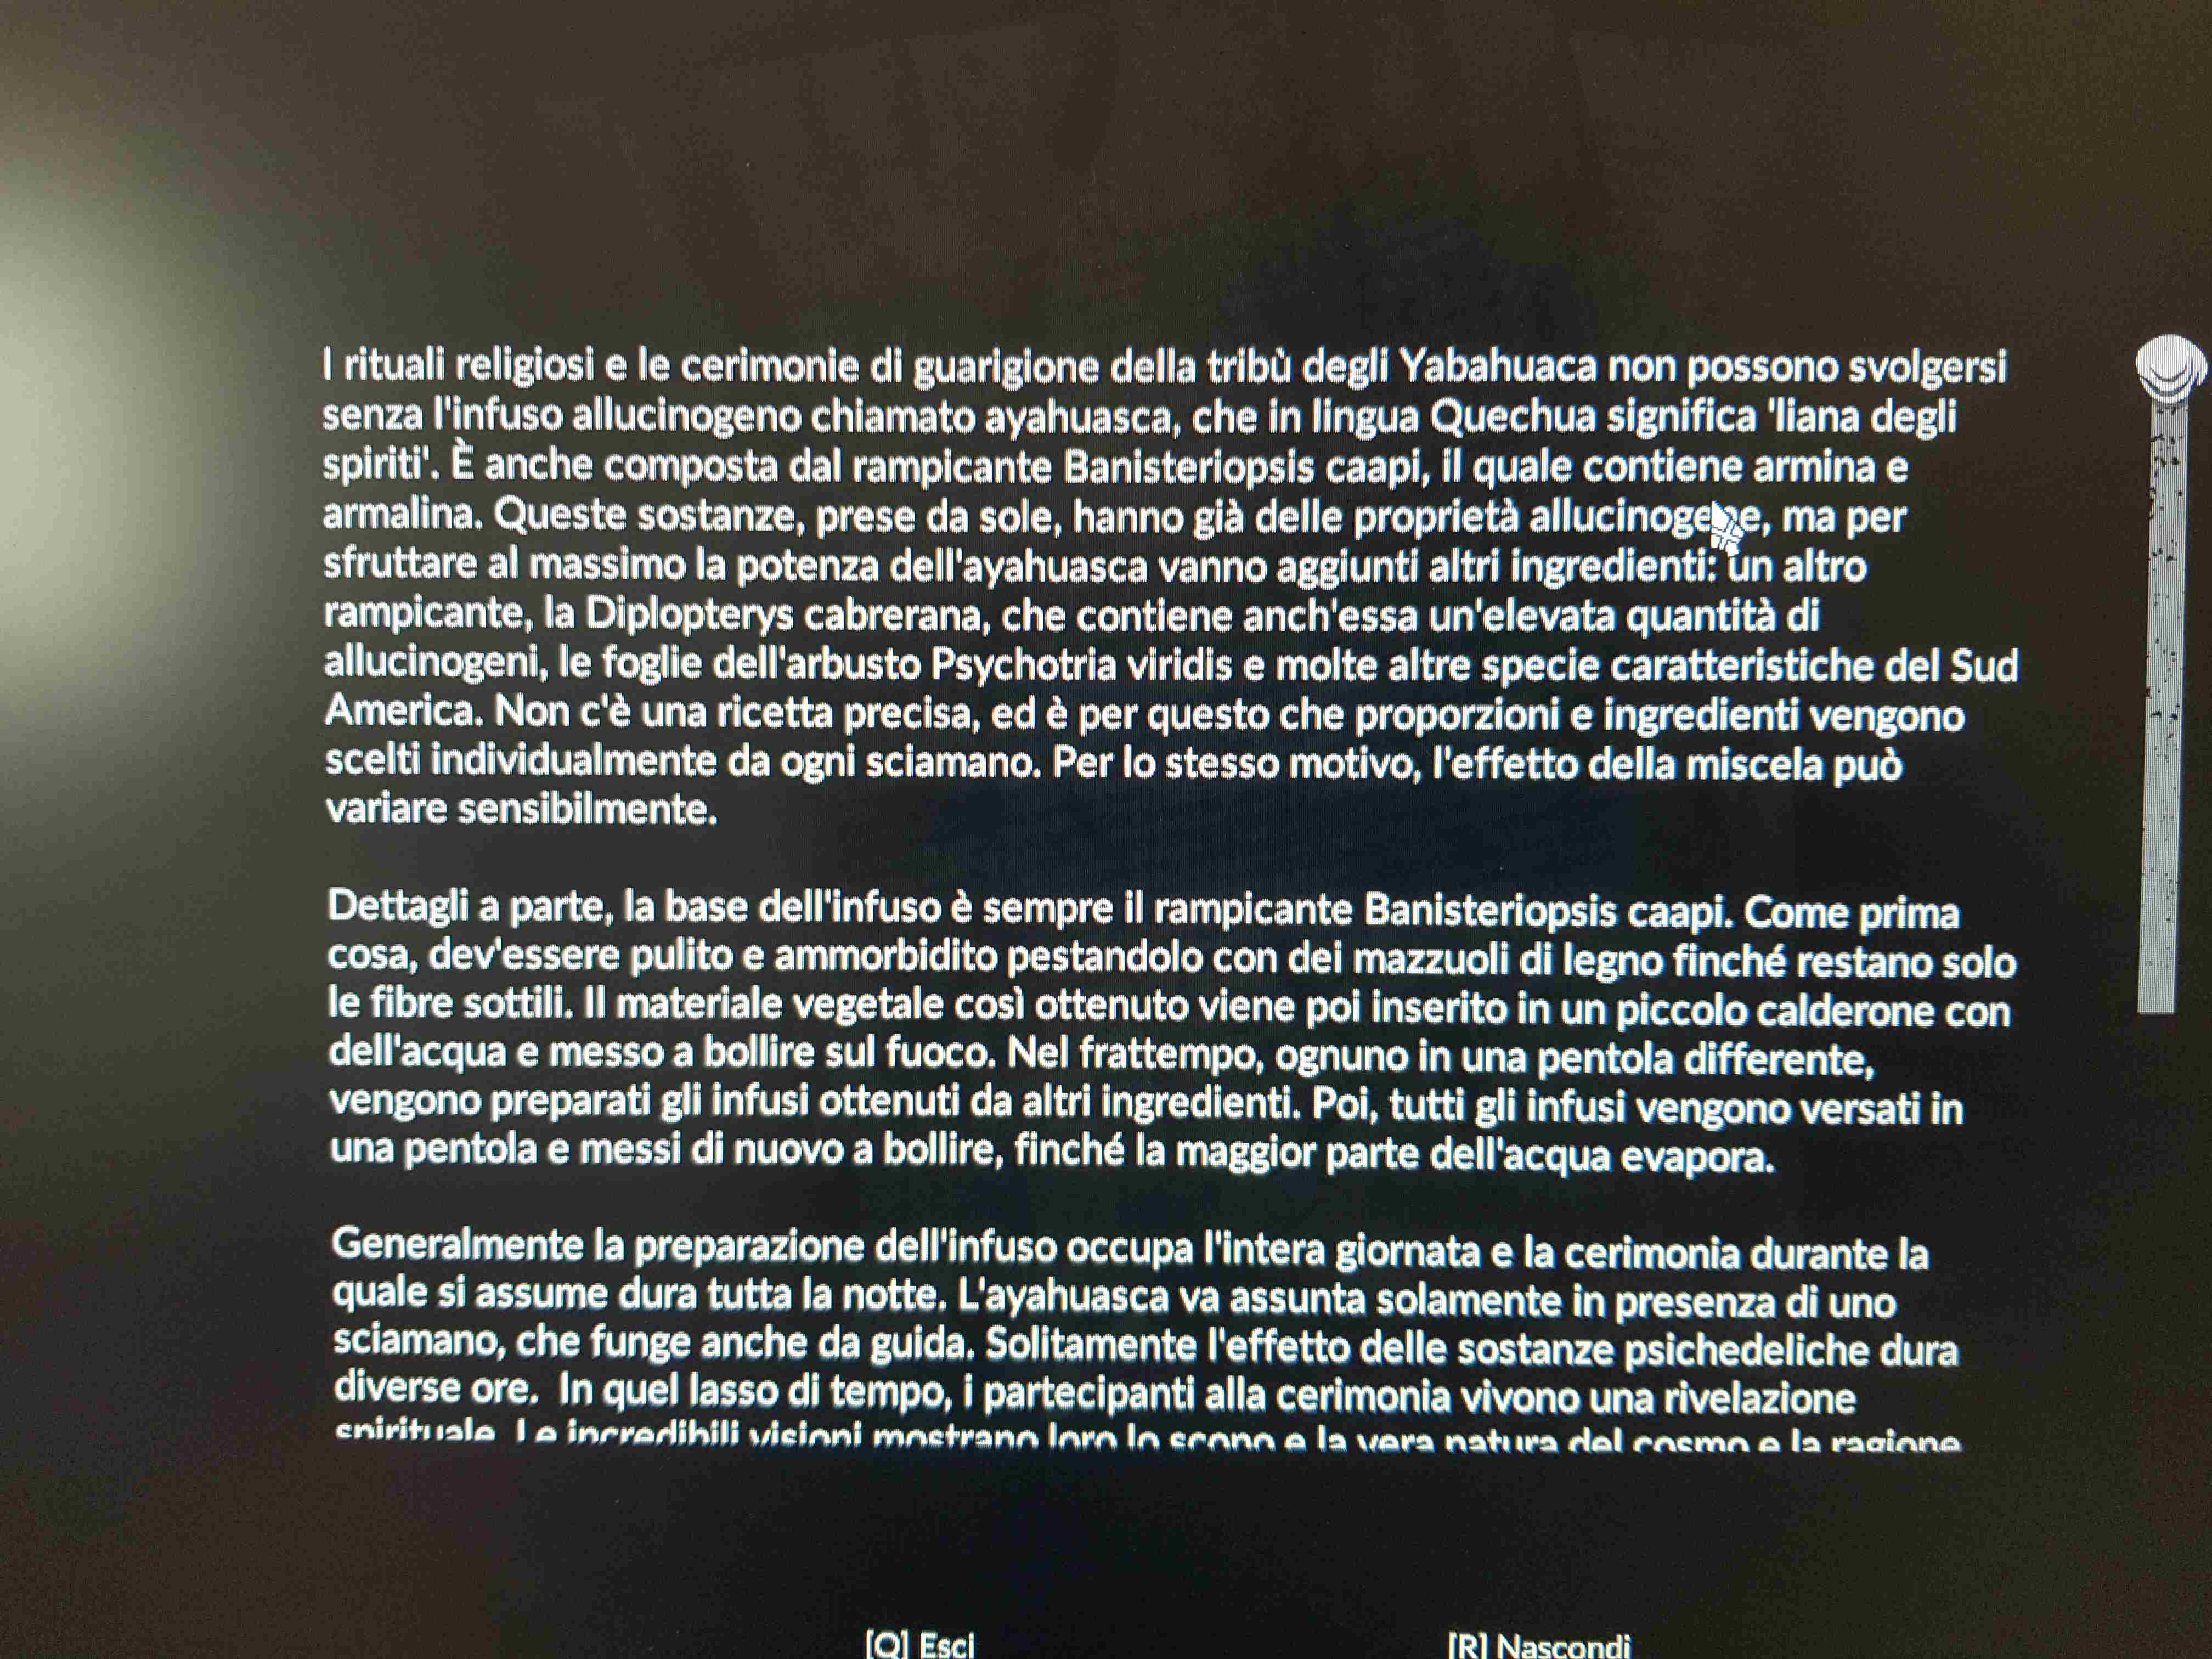 I rituali religiosi e le cerimonie di guarigione della tribù degli Yabahuaca non possono svolgersi
senza l'infuso allucinogeno chiamato ayahuasca, che in lingua Quechua significa 'liana degli
spiriti'. È anche composta dal rampicante Banisteriopsis caapi, il quale contiene armina e
armalina. Queste sostanze, prese da sole, hanno già delle proprietà allucinogene, ma per
sfruttare al massimo la potenza dell'ayahuasca vanno aggiunti altri ingredienti: un altro
rampicante, la Diplopterys cabrerana, che contiene anch'essa un'elevata quantità di
allucinogeni, le foglie dell'arbusto Psychotria viridis e molte altre specie caratteristiche del Sud
America. Non c'è una ricetta precisa, ed è per questo che proporzioni e ingredienti vengono
scelti individualmente da ogni sciamano. Per lo stesso motivo, l'effetto della miscela può
variare sensibilmente.
Dettagli a parte, la base dell'infuso è sempre il rampicante Banisteriopsis caapi. Come prima
cosa, dev'essere pulito e ammorbidito pestandolo con dei mazzuoli di legno finché restano solo
le fibre sottili. Il materiale vegetale così ottenuto viene poi inserito in un piccolo calderone con
dell'acqua e messo a bollire sul fuoco. Nel frattempo, ognuno in una pentola differente,
vengono preparati gli infusi ottenuti da altri ingredienti. Poi, tutti gli infusi vengono versati in
una pentola e messi di nuovo a bollire, finché la maggior parte dell'acqua evapora.
Generalmente la preparazione dell'infuso occupa l'intera giornata e la cerimonia durante la
quale si assume dura tutta la notte. L'ayahuasca va assunta solamente in presenza di uno
sciamano, che funge anche da guida. Solitamente l'effetto delle sostanze psichedeliche dura
diverse ore. In quel lasso di tempo, i partecipanti alla cerimonia vivono una rivelazione
spirituale. Le incredibili visioni mostrano loro lo scopo e la vera natura del cosmo e la ragione
[Q] Esci
[R] Nascondi